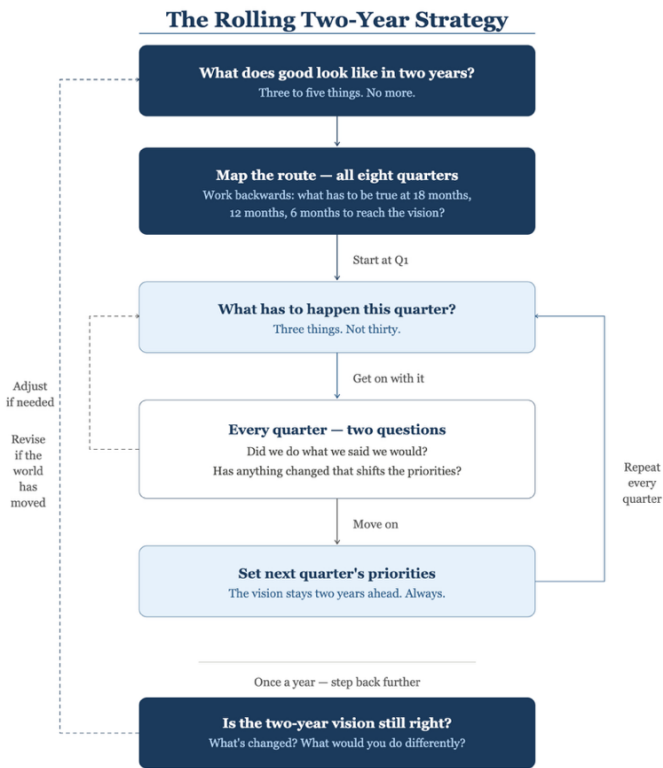 The Rolling Two-Year Strategy
What does good look like in two years?
Three to five things. No more.
Map the route — all eight quarters
Work backwards: what has to be true at 18 months,
12 months, 6 months to reach the vision?
Start at Q1
What has to happen this quarter?
Three things. Not thirty.
Get on with it
Adjust
if needed
Revise
if the
world
has
moved
Every quarter — two questions
Did we do what we said we would?
Has anything changed that shifts the priorities?
Repeat
every
quarter
Move on
Set next quarter's priorities
The vision stays two years ahead. Always.
Once a year — step back further
Is the two-year vision still right?
What's changed? What would you do differently?